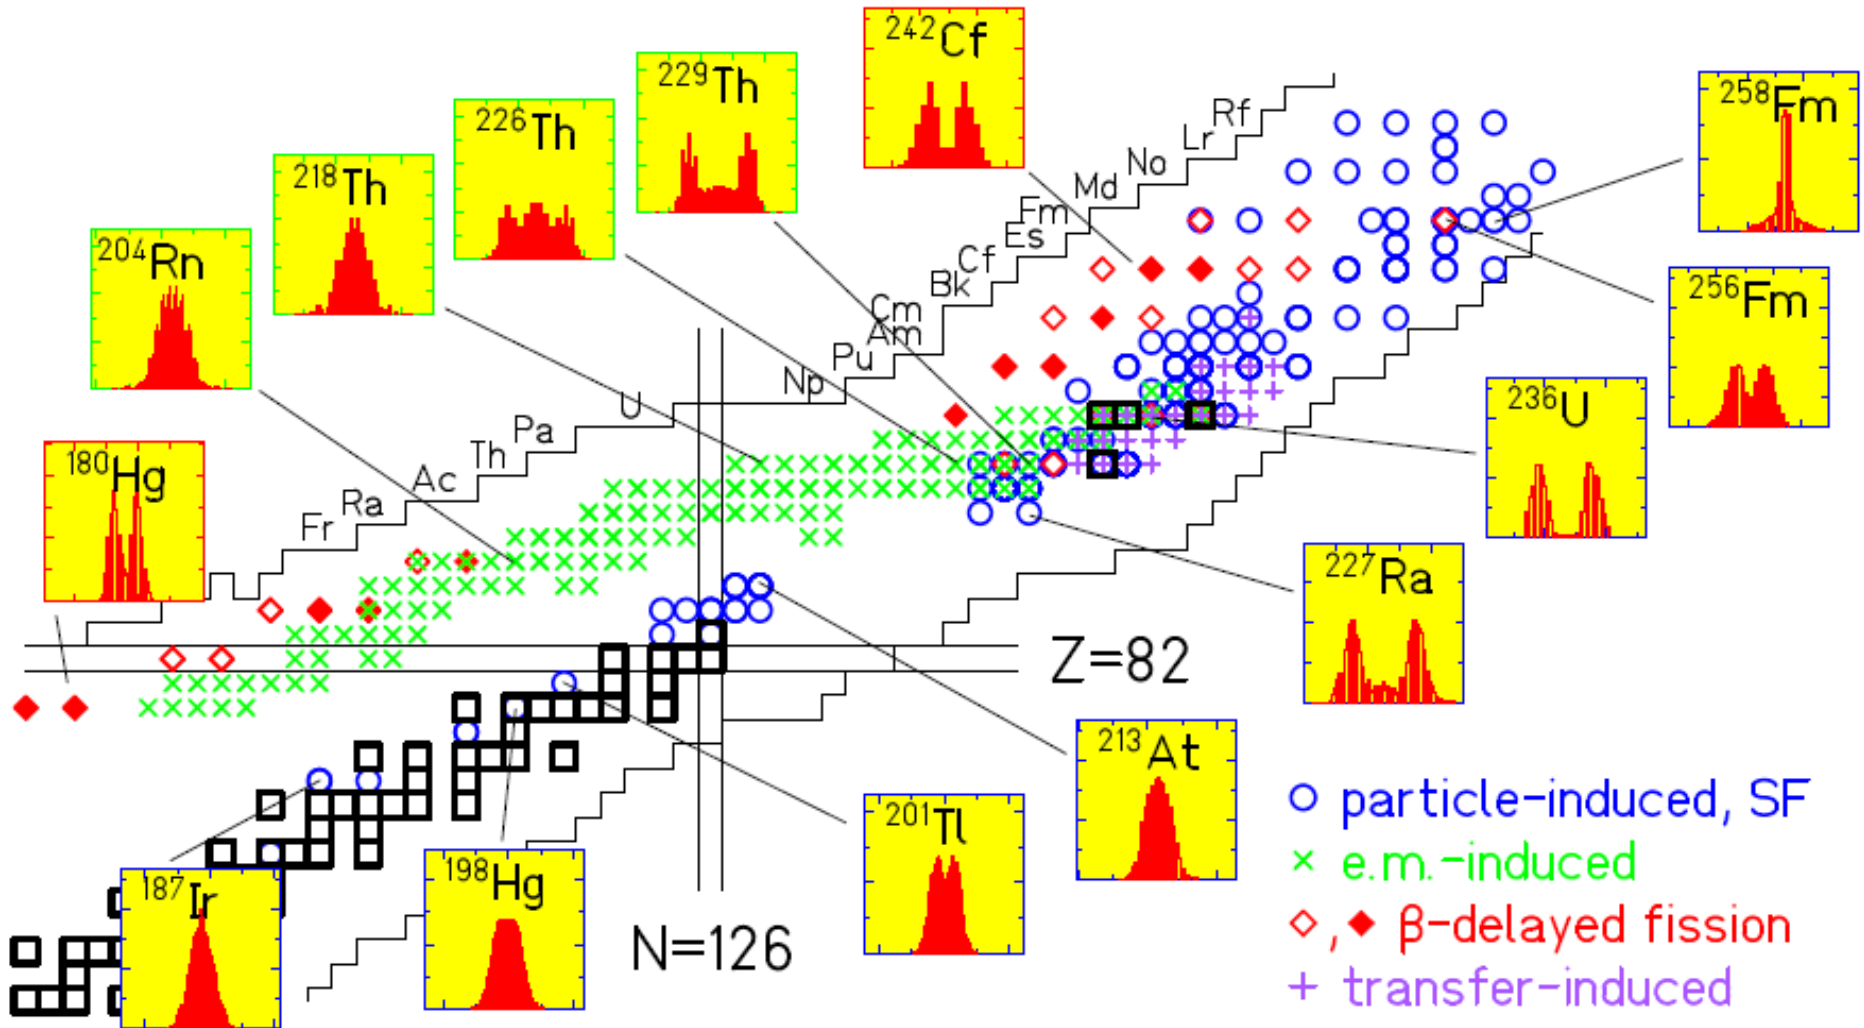 242Cf
258Fm
229Th
226Th
218Th
204Rn
180Hg
256Fm
236U
227Ra
213At
201Tl
198Hg
187Ir
Rf
Lr
No
Md
Fm
Es
Cf
Bk
Cm
Am
Pu
Np
U
Pa
Th
Ac
Ra
Fr
Z=82
N=126
particle-induced, SF
e.m.-induced
, β-delayed fission
transfer-induced